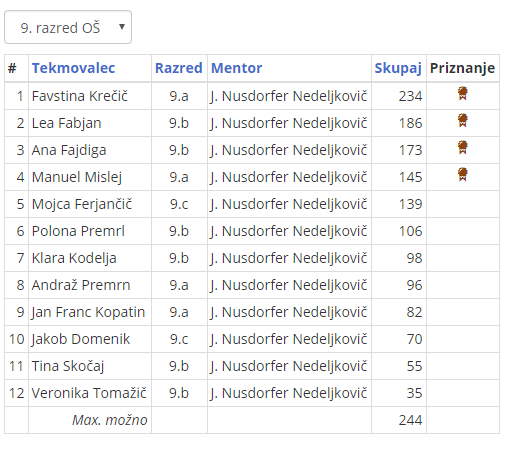 9. razred OŠ
# Tekmovalec Razred Mentor Skupaj Priznanje
1 Favstina Krečič 9.a J. Nusdorfer Nedeljkovič 234
2 Lea Fabjan 9.b J. Nusdorfer Nedeljkovič 186
3 Ana Fajdiga 9.b J. Nusdorfer Nedeljkovič 173
4 Manuel Mislej 9.a J. Nusdorfer Nedeljkovič 145
5 Mojca Ferjančič 9.c J. Nusdorfer Nedeljkovič 139
6 Polona Premrl 9.b J. Nusdorfer Nedeljkovič 106
7 Klara Kodelja 9.b J. Nusdorfer Nedeljkovič 98
8 Andraž Premrn 9.a J. Nusdorfer Nedeljkovič 96
9 Jan Franc Kopatin 9.a J. Nusdorfer Nedeljkovič 82
10 Jakob Domenik 9.c J. Nusdorfer Nedeljkovič 70
11 Tina Skočaj 9.b J. Nusdorfer Nedeljkovič 55
12 Veronika Tomažič 9.b J. Nusdorfer Nedeljkovič 35
Max. možno 244